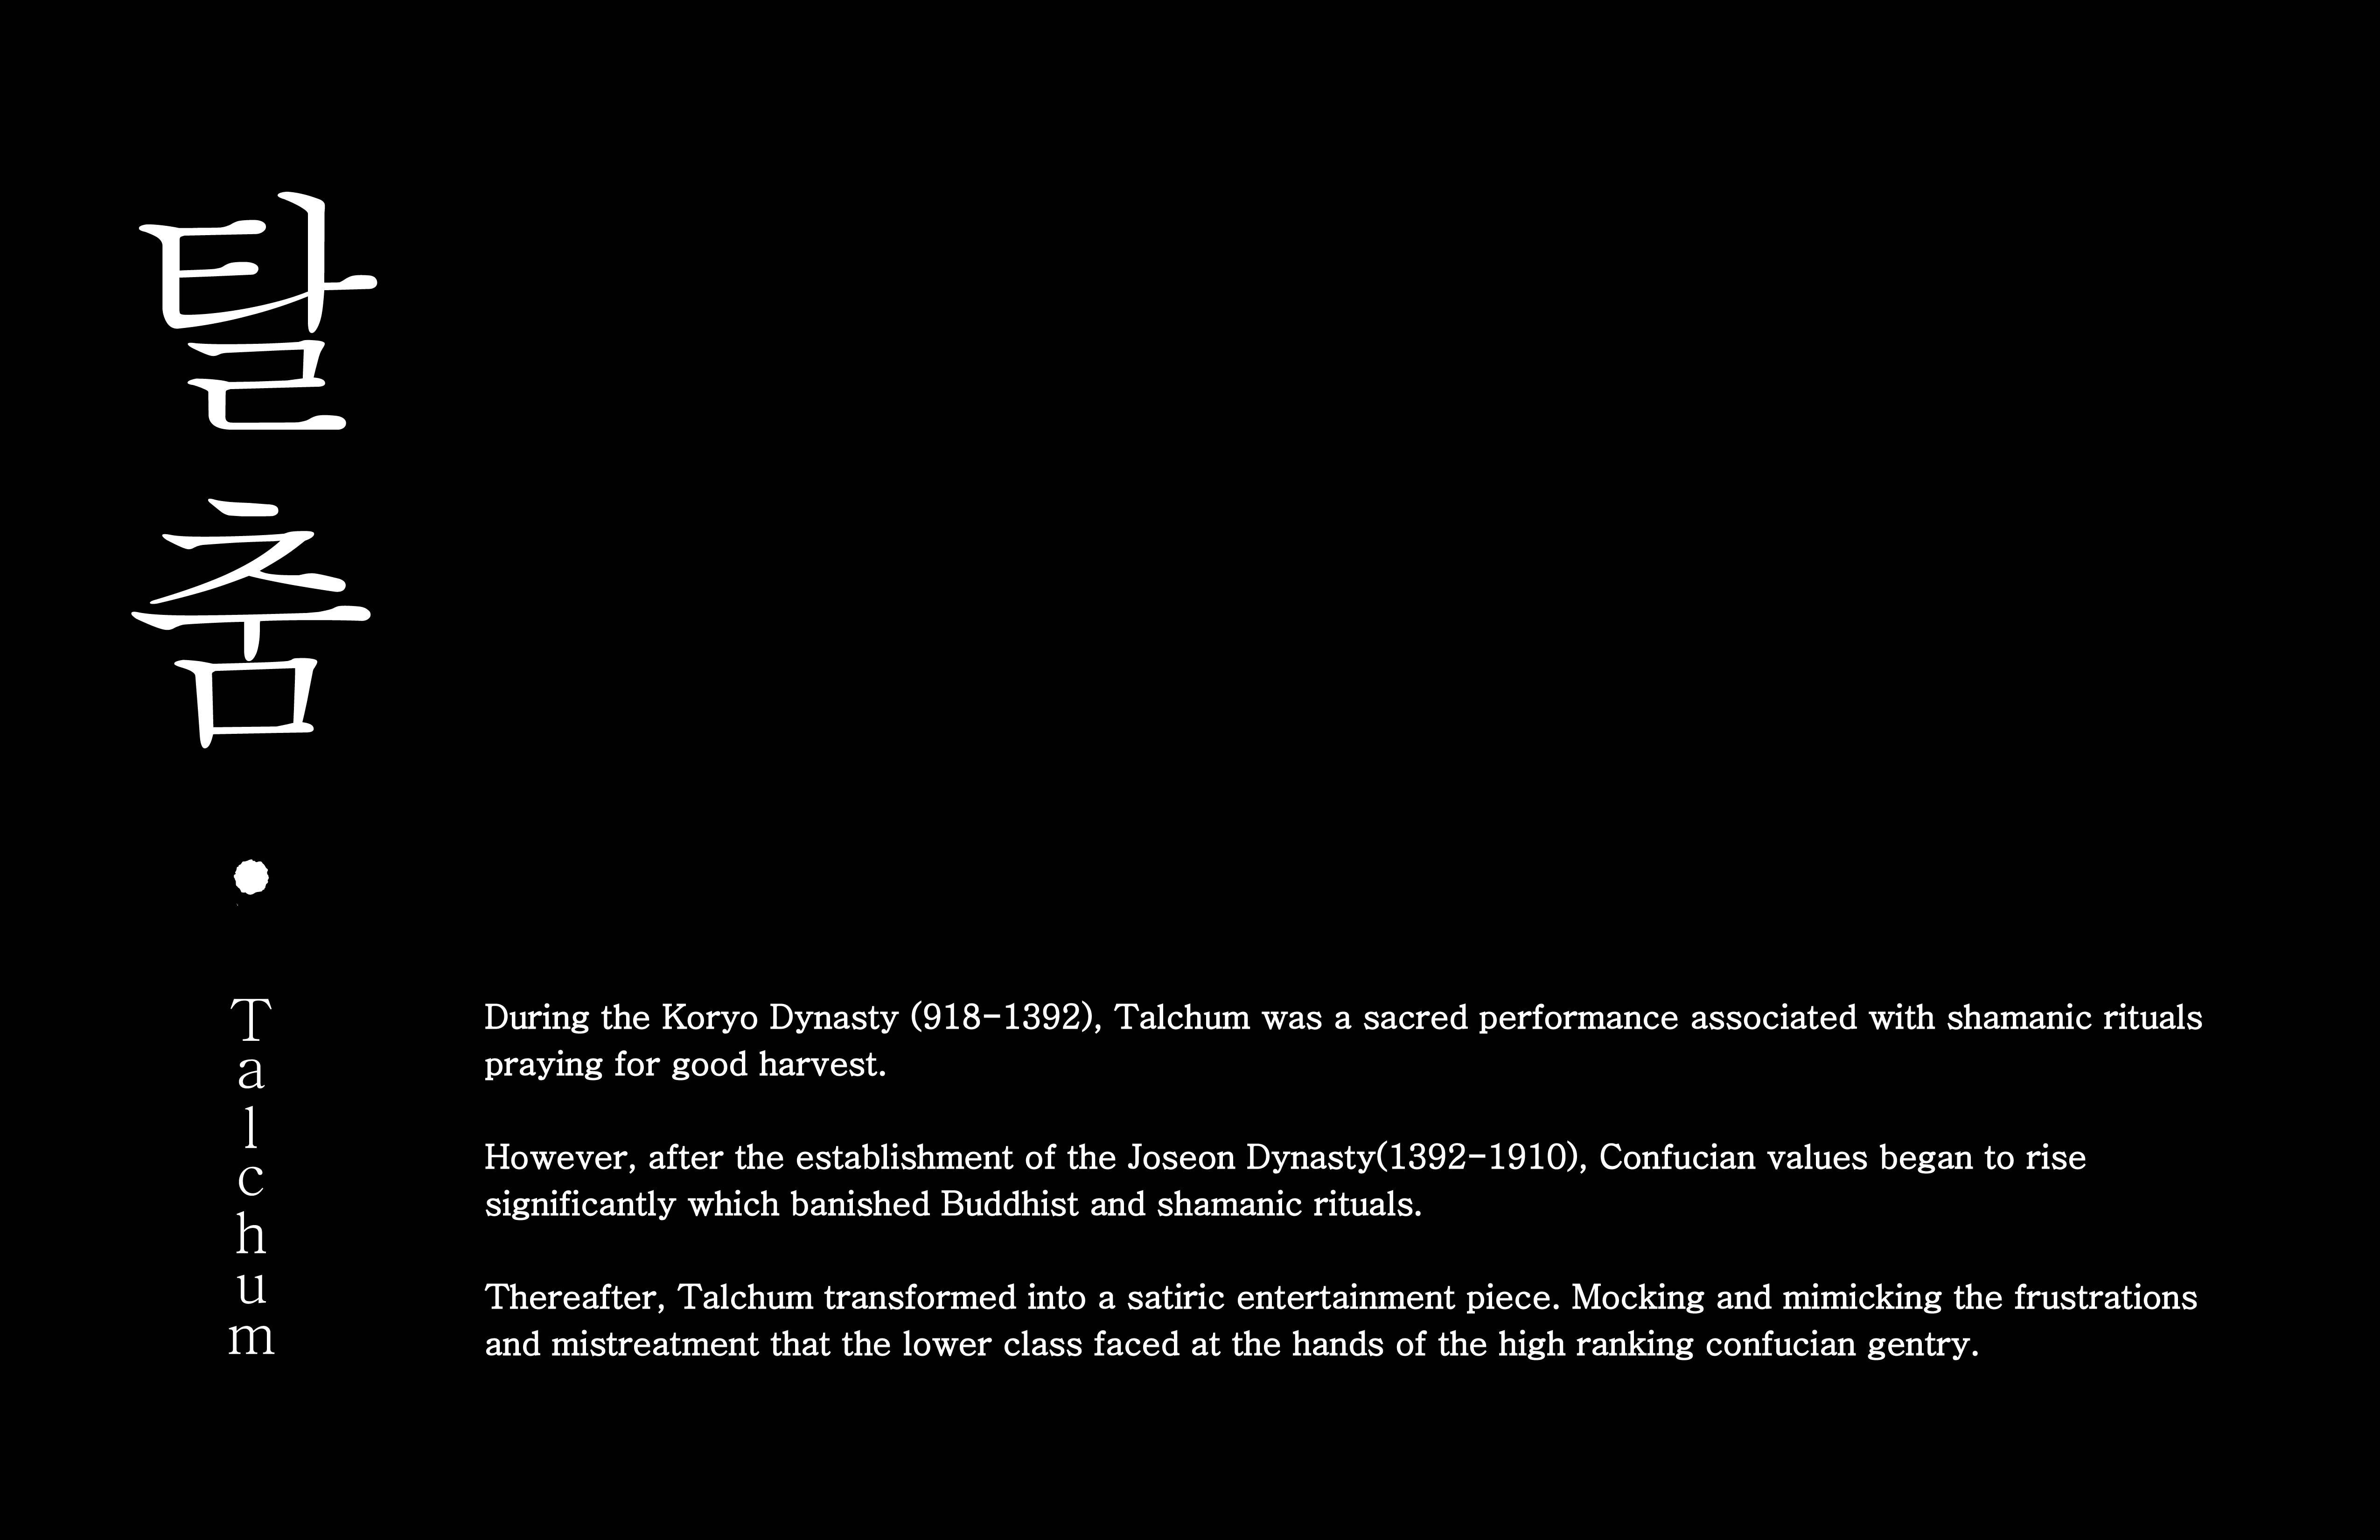 탈춤
Talchum
During the Koryo Dynasty (918-1392), Talchum was a sacred performance associated with shamanic rituals
praying for good harvest.
However, after the establishment of the Joseon Dynasty(1392-1910), Confucian values began to rise
significantly which banished Buddhist and shamanic rituals.
Thereafter, Talchum transformed into a satiric entertainment piece. Mocking and mimicking the frustrations
and mistreatment that the lower class faced at the hands of the high ranking confucian gentry.